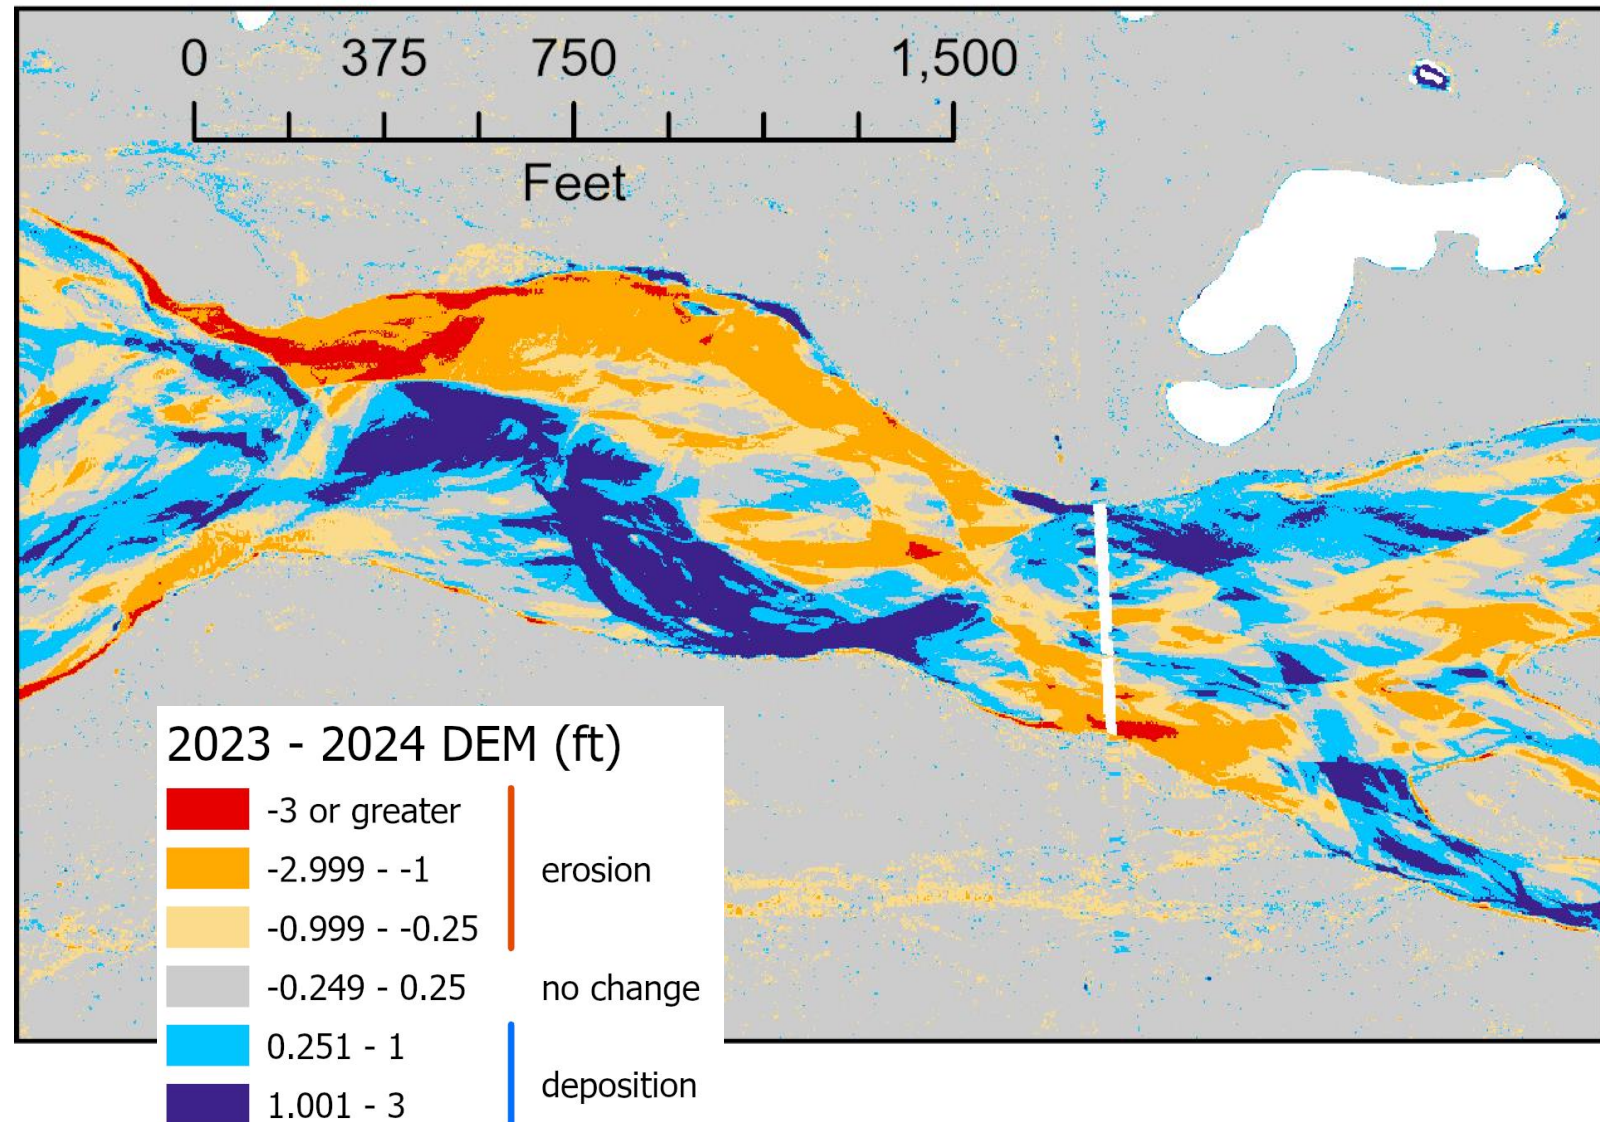 0 375 750 1,500
Feet
2023 - 2024 DEM (ft)
-3 or greater
-2.999 - -1
erosion
-0.999 - -0.25
-0.249 - 0.25 no change
0.251 - 1
deposition
1.001 - 3